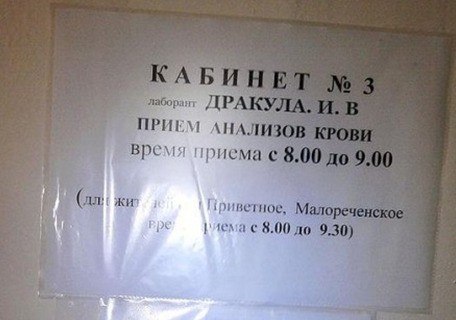 КАБИНЕТ № 3
лаборант ДРАКУЛА. И. В
ПРИЕМ АНАЛИЗОВ КРОВИ
время приема с 8.00 до 9.00
Приветное, Малореченское
приема с 8.00 до 9.30)